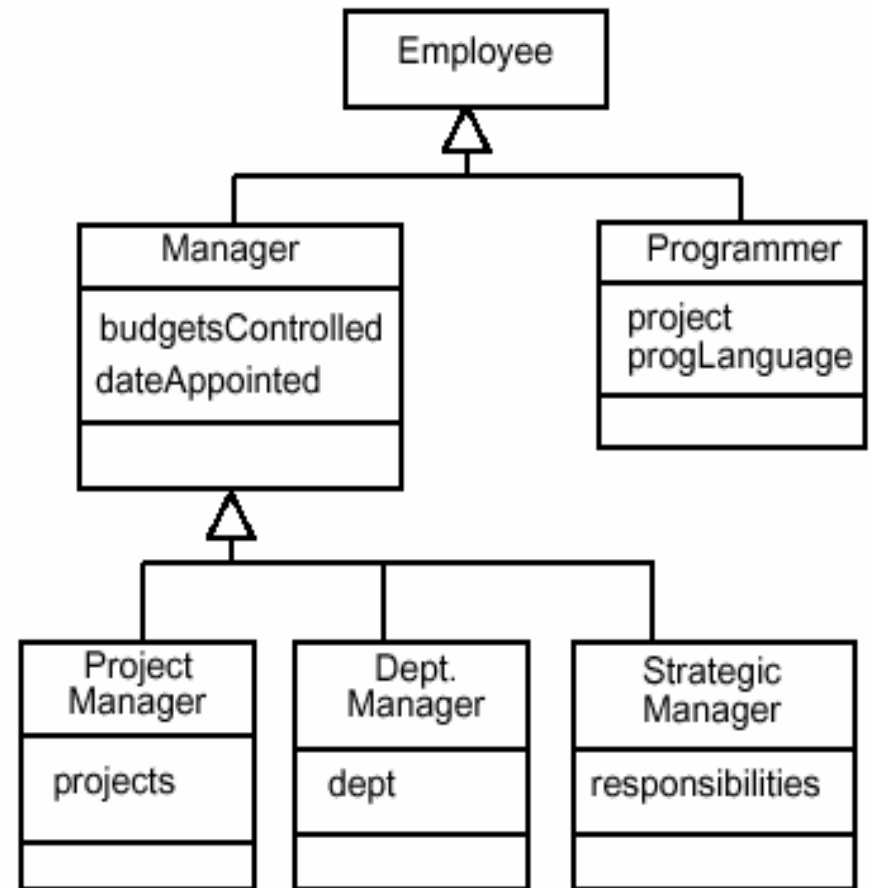 Employee
Manager
budgetsControlled
dateAppointed
Programmer
project
progLanguage
Project
Manager
projects
Dept.
Manager
dept
Strategic
Manager
responsibilities